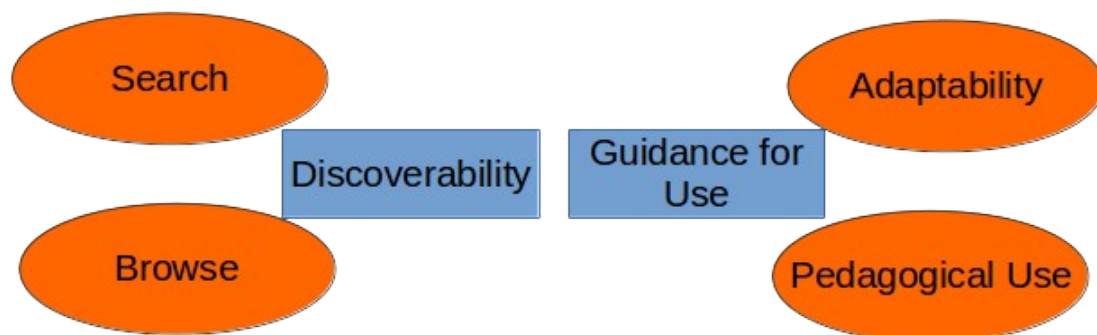 Search
Adaptability
Discoverability
Guidance for
Use
Browse
Pedagogical Use